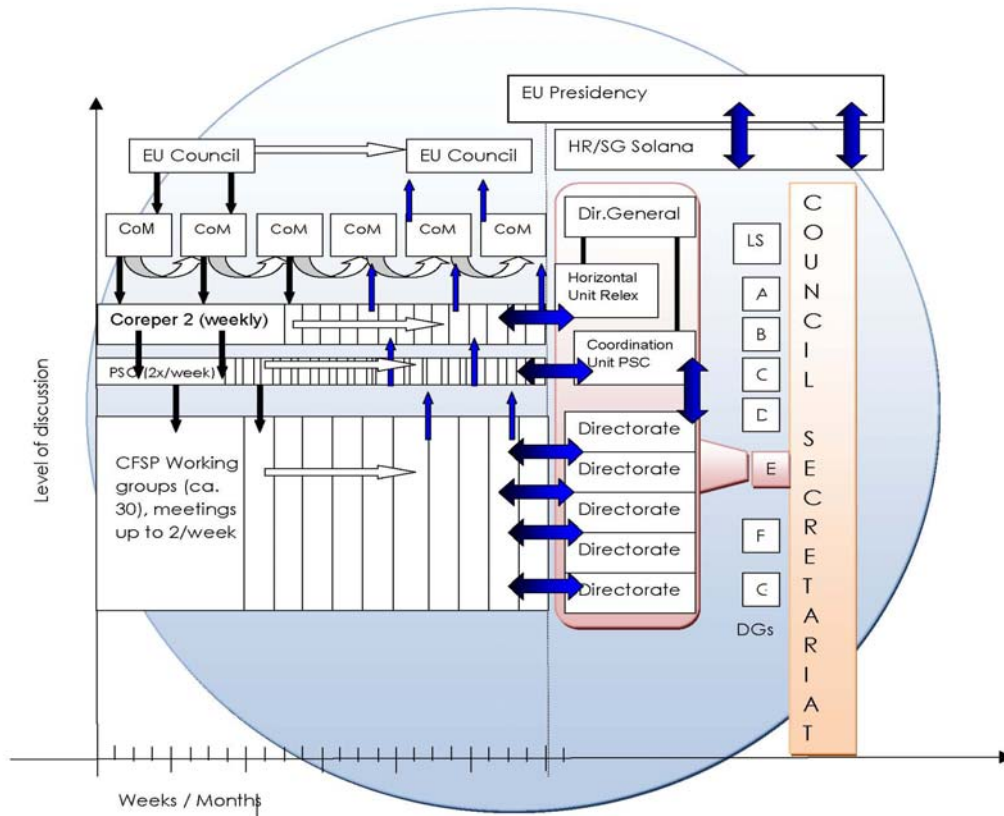 EU Presidency
HR/SG Solana
EU Council
EU Council
CoM
CoM
CoM
CoM
CoM
CoM
Dir.General
Horizontal
Unit Relex
Coreper 2 (weekly)
Coordination
Unit PSC
PSC (2x/week)
CFSP Working
groups (ca.
30), meetings
up to 2/week
Directorate
Directorate
Directorate
Directorate
Directorate
LS
A
B
C
D
E
F
G
DGs
COUNCIL SECRETARIAT
Level of discussion
Weeks / Months